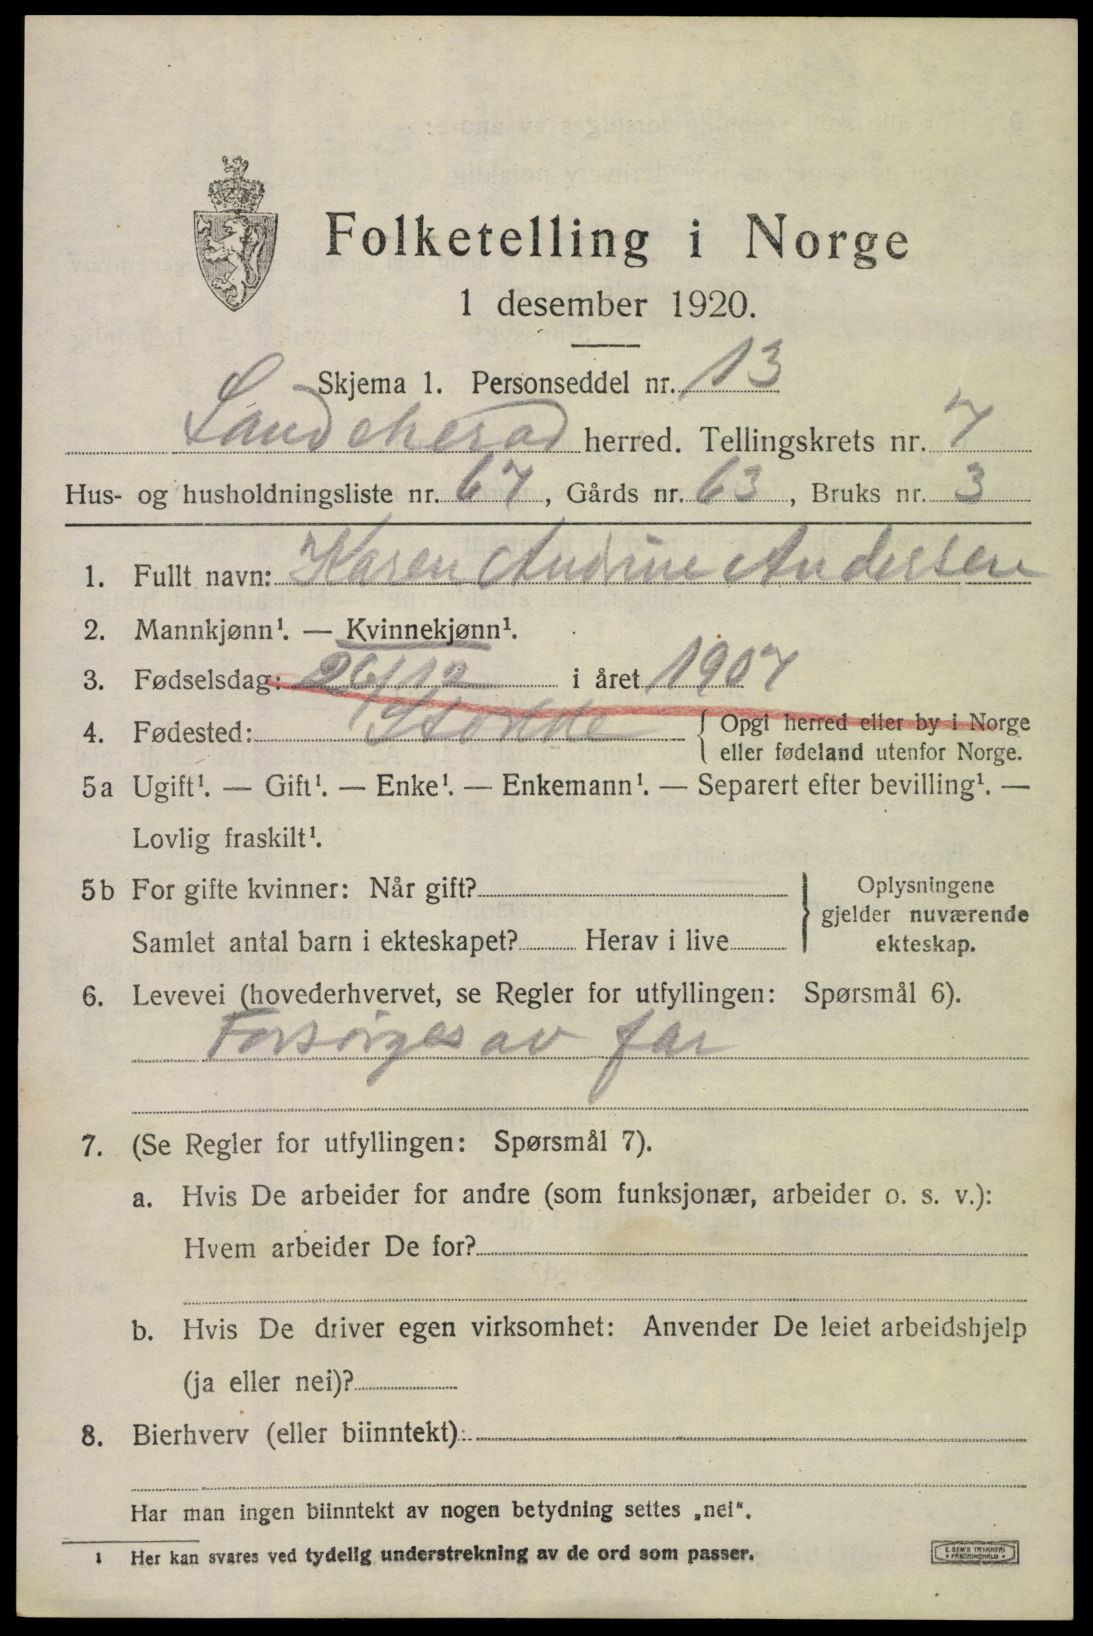 Folketelling i Norge
1 desember 1920.
Skjema 1. Personseddel nr. 13
Sandeherad herred. Tellingskrets nr. 7
Hus- og husholdningsliste nr. 67, Gårds nr. 63, Bruks nr. 3
1. Fullt navn: Karen Andrine Andersen
2. Mannkjønn¹. — Kvinnekjønn¹.
3. Fødselsdag: 26/12 i året 1907
4. Fødested: Stokke { Opgi herred eller by i Norge
eller fødeland utenfor Norge.
5a Ugift¹. — Gift¹. — Enke¹. — Enkemann¹. — Separert efter bevilling¹. —
Lovlig fraskilt¹.
5b For gifte kvinner: Når gift?
Samlet antal barn i ekteskapet? Herav i live
} Oplysningene
gjelder nuværende
ekteskap.
6. Levevei (hovederhvervet, se Regler for utfyllingen: Spørsmål 6).
Forsørges av far
7. (Se Regler for utfyllingen: Spørsmål 7).
a. Hvis De arbeider for andre (som funksjonær, arbeider o. s. v.):
Hvem arbeider De for?
b. Hvis De driver egen virksomhet: Anvender De leiet arbeidshjelp
(ja eller nei)?
8. Bierhverv (eller biinntekt):
Har man ingen biinntekt av nogen betydning settes „nei“.
1 Her kan svares ved tydelig understrekning av de ord som passer.
E. SEM'S TRYKKERI
FREDRIKSHALD